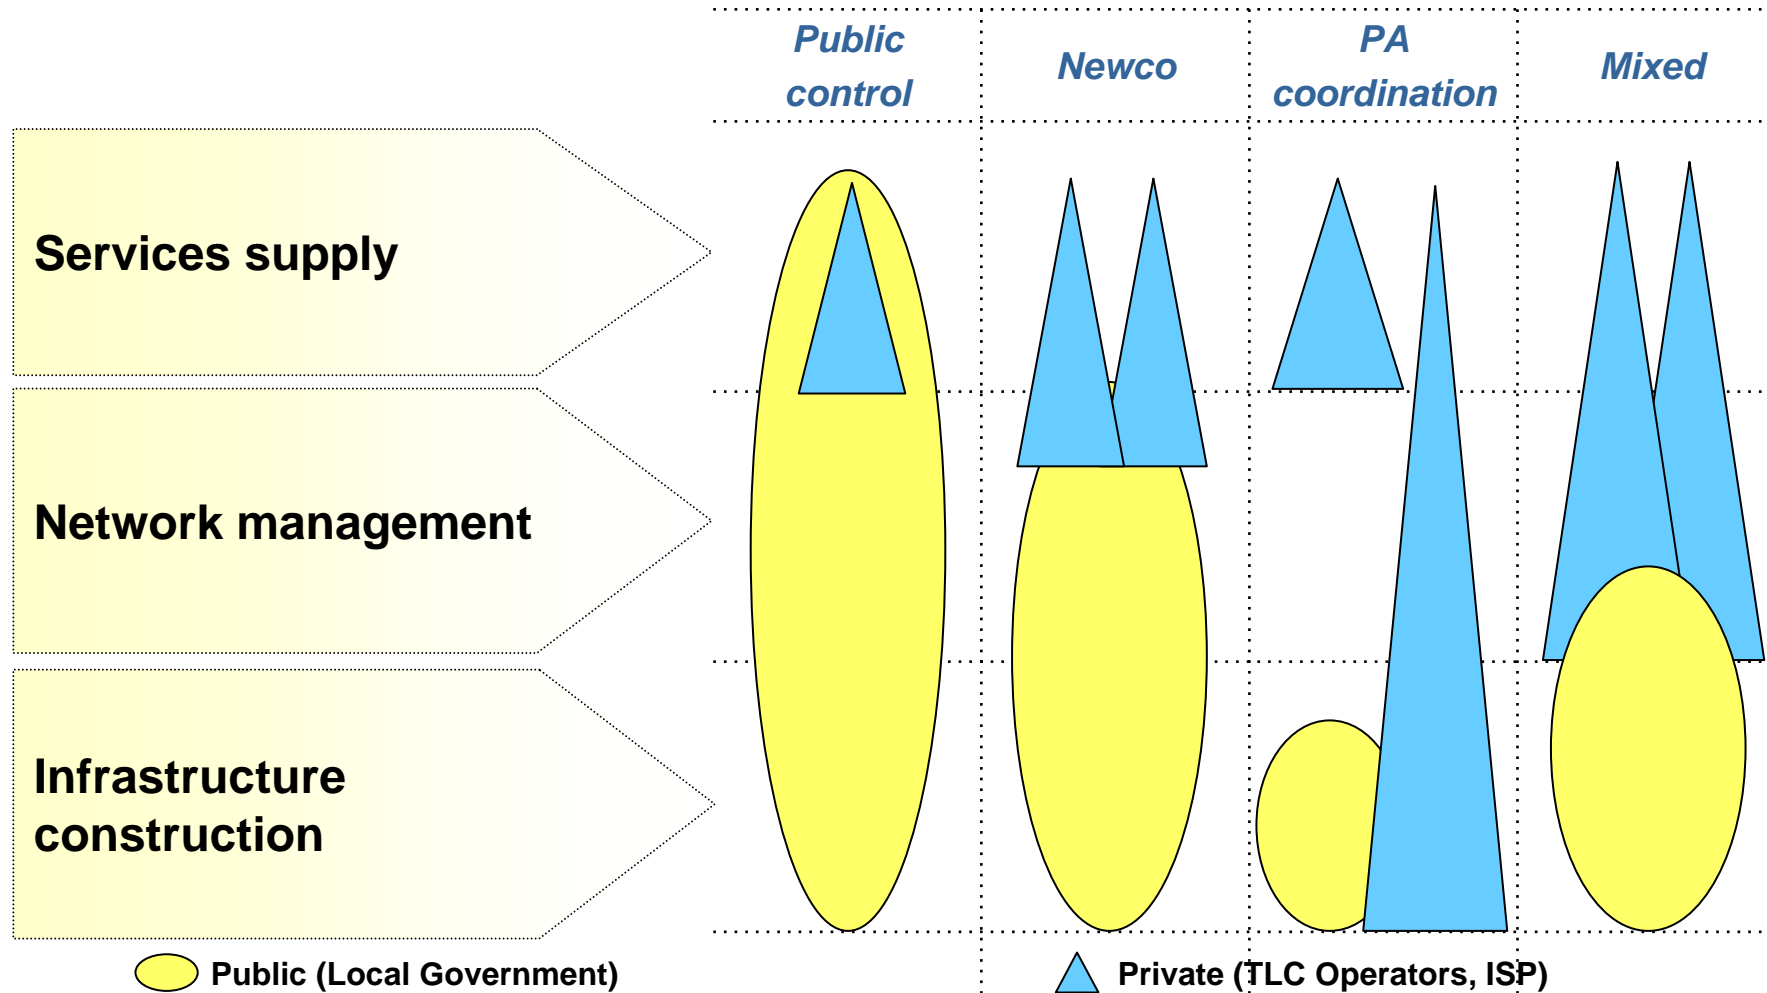 Public
control
Newco
PA
coordination
Mixed
Services supply
Network management
Infrastructure
construction
Public (Local Government)
Private (TLC Operators, ISP)